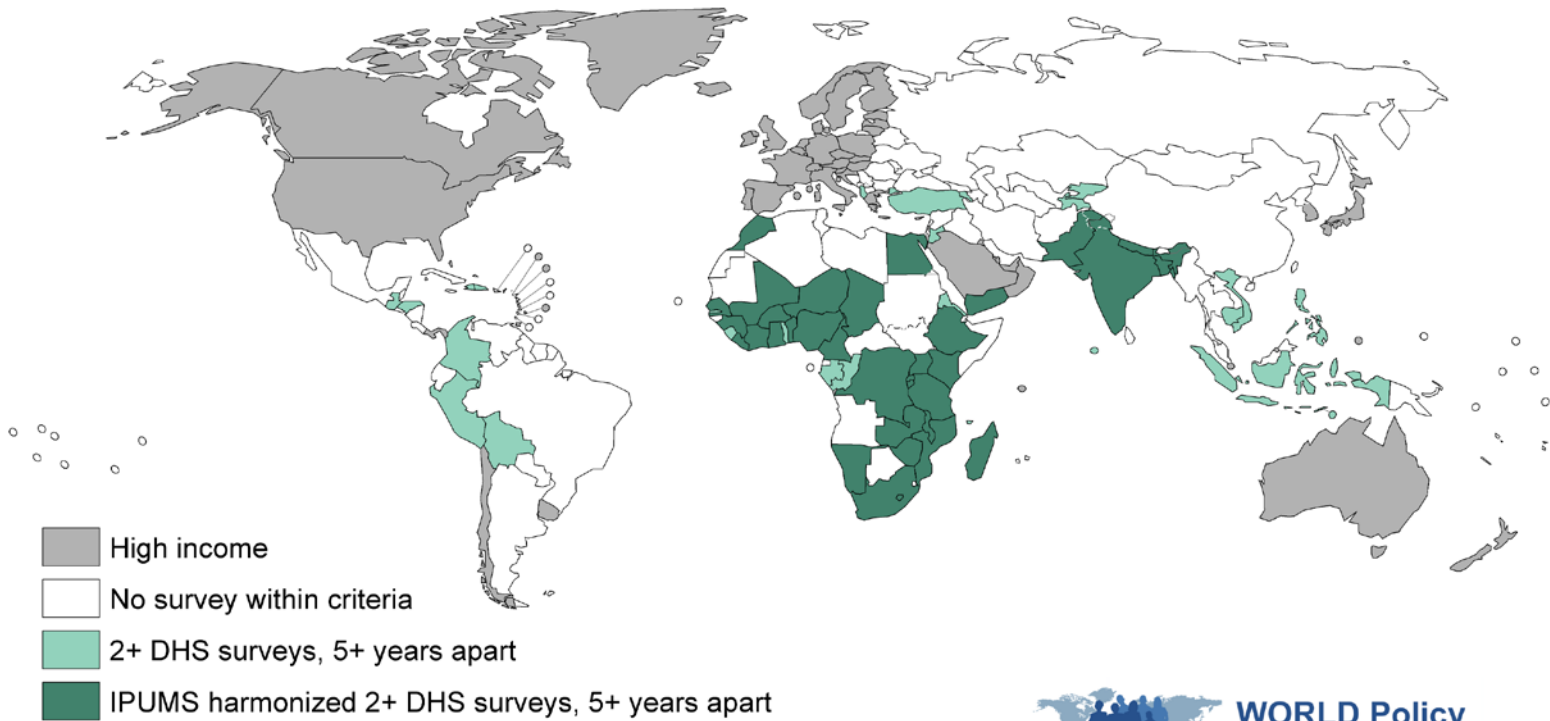 High income
No survey within criteria
2+ DHS surveys, 5+ years apart
IPUMS harmonized 2+ DHS surveys, 5+ years apart
WORLD Policy